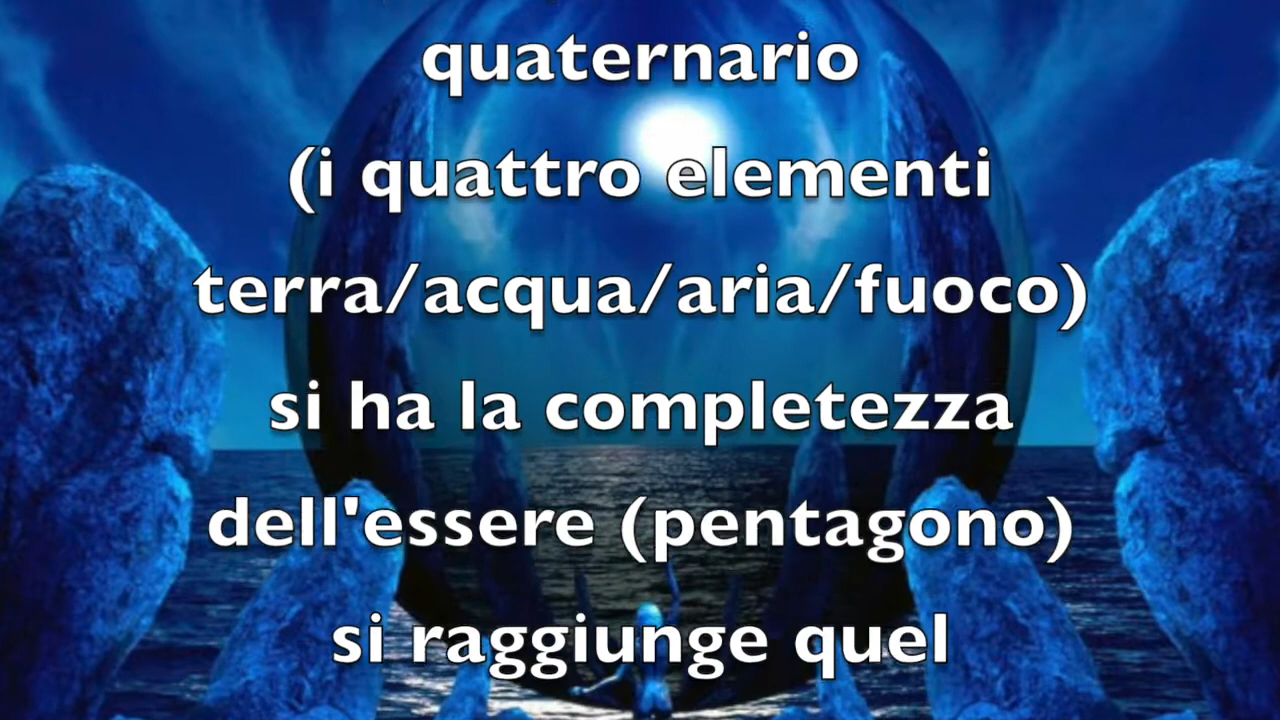 quaternario
(i quattro elementi
terra/acqua/aria/fuoco)
si ha la completezza
dell'essere (pentagono)
si raggiunge quel